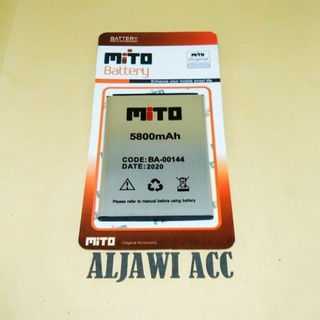 BATTERY
MiTO
Battery
MiTO
Original
Enhance your mobile smart life
MiTO
5800mAh
CODE: BA-00144
DATE: 2020
Please refer to manual before using
MiTO
Original Accessory
ALJAWI ACC